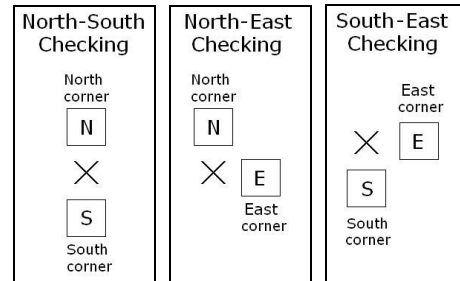 North-South
Checking
North
corner
N
S
South
corner
North-East
Checking
North
corner
N
E
East
corner
South-East
Checking
East
corner
E
S
South
corner